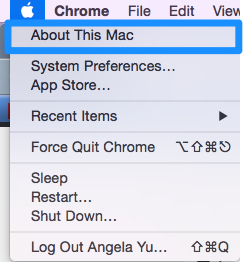 Chrome File Edit View
About This Mac
System Preferences…
App Store…
Recent Items ▶
Force Quit Chrome ⌥⇧⌘⎋
Sleep
Restart…
Shut Down…
Log Out Angela Yu… ⇧⌘Q